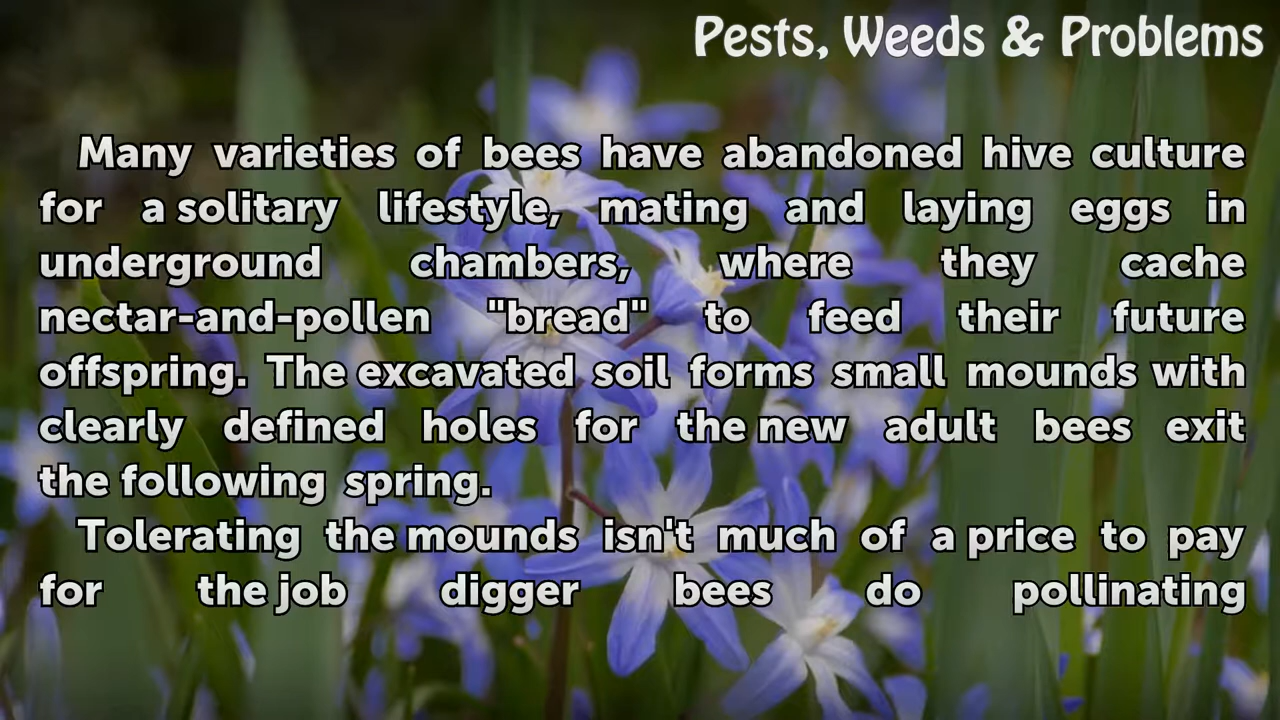 Pests, Weeds & Problems
Many varieties of bees have abandoned hive culture
for a solitary lifestyle, mating and laying eggs in
underground chambers, where they cache
nectar-and-pollen "bread" to feed their future
offspring. The excavated soil forms small mounds with
clearly defined holes for the new adult bees exit
the following spring.
Tolerating the mounds isn't much of a price to pay
for the job digger bees do pollinating